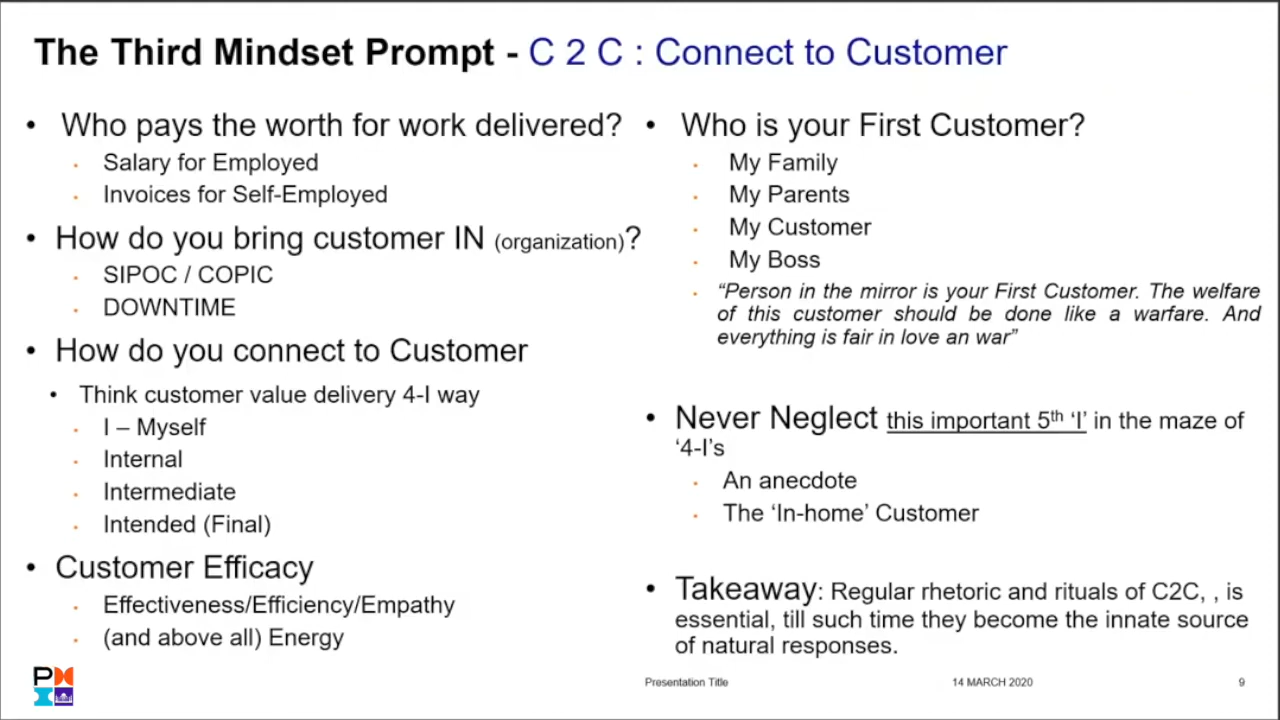 The Third Mindset Prompt - C 2 C : Connect to Customer
• Who pays the worth for work delivered?
• Salary for Employed
• Invoices for Self-Employed
• How do you bring customer IN (organization)?
• SIPOC / COPIC
• DOWNTIME
• How do you connect to Customer
• Think customer value delivery 4-I way
• I – Myself
• Internal
• Intermediate
• Intended (Final)
• Customer Efficacy
• Effectiveness/Efficiency/Empathy
• (and above all) Energy
• Who is your First Customer?
• My Family
• My Parents
• My Customer
• My Boss
• “Person in the mirror is your First Customer. The welfare
of this customer should be done like a warfare. And
everything is fair in love an war”
• Never Neglect this important 5th ‘I’ in the maze of
‘4-I’s
• An anecdote
• The ‘In-home’ Customer
• Takeaway: Regular rhetoric and rituals of C2C, , is
essential, till such time they become the innate source
of natural responses.
P
Presentation Title
14 MARCH 2020
9